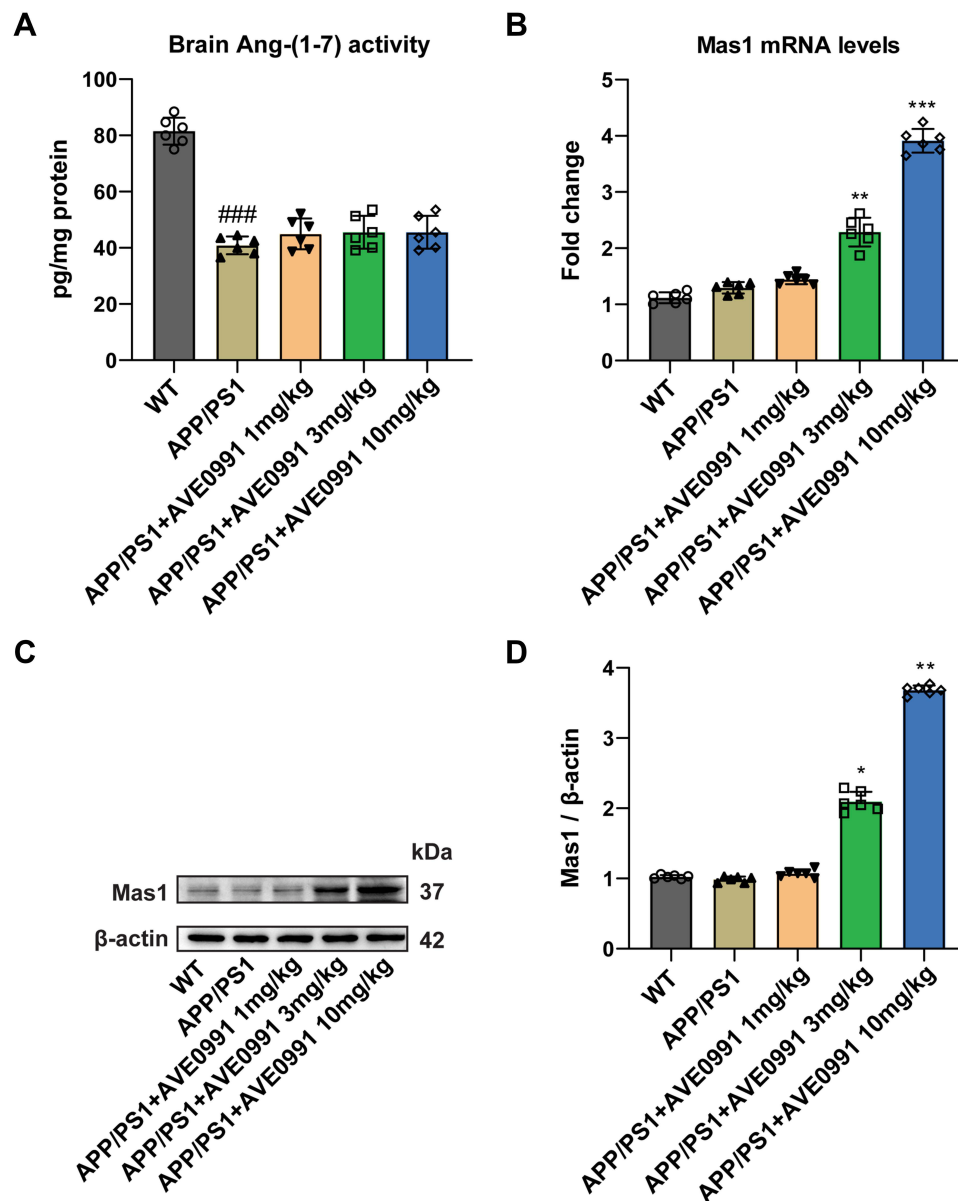 A
Brain Ang-(1-7) activity
pg/mg protein
100
80
60
40
20
0
###
WT
APP/PS1
APP/PS1+AVE0991 1mg/kg
APP/PS1+AVE0991 3mg/kg
APP/PS1+AVE0991 10mg/kg
B
Mas1 mRNA levels
Fold change
5
4
3
2
1
0
**
***
WT
APP/PS1
APP/PS1+AVE0991 1mg/kg
APP/PS1+AVE0991 3mg/kg
APP/PS1+AVE0991 10mg/kg
C
kDa
Mas1 37
β-actin 42
WT
APP/PS1
APP/PS1+AVE0991 1mg/kg
APP/PS1+AVE0991 3mg/kg
APP/PS1+AVE0991 10mg/kg
D
Mas1 / β-actin
4
3
2
1
0
*
**
WT
APP/PS1
APP/PS1+AVE0991 1mg/kg
APP/PS1+AVE0991 3mg/kg
APP/PS1+AVE0991 10mg/kg